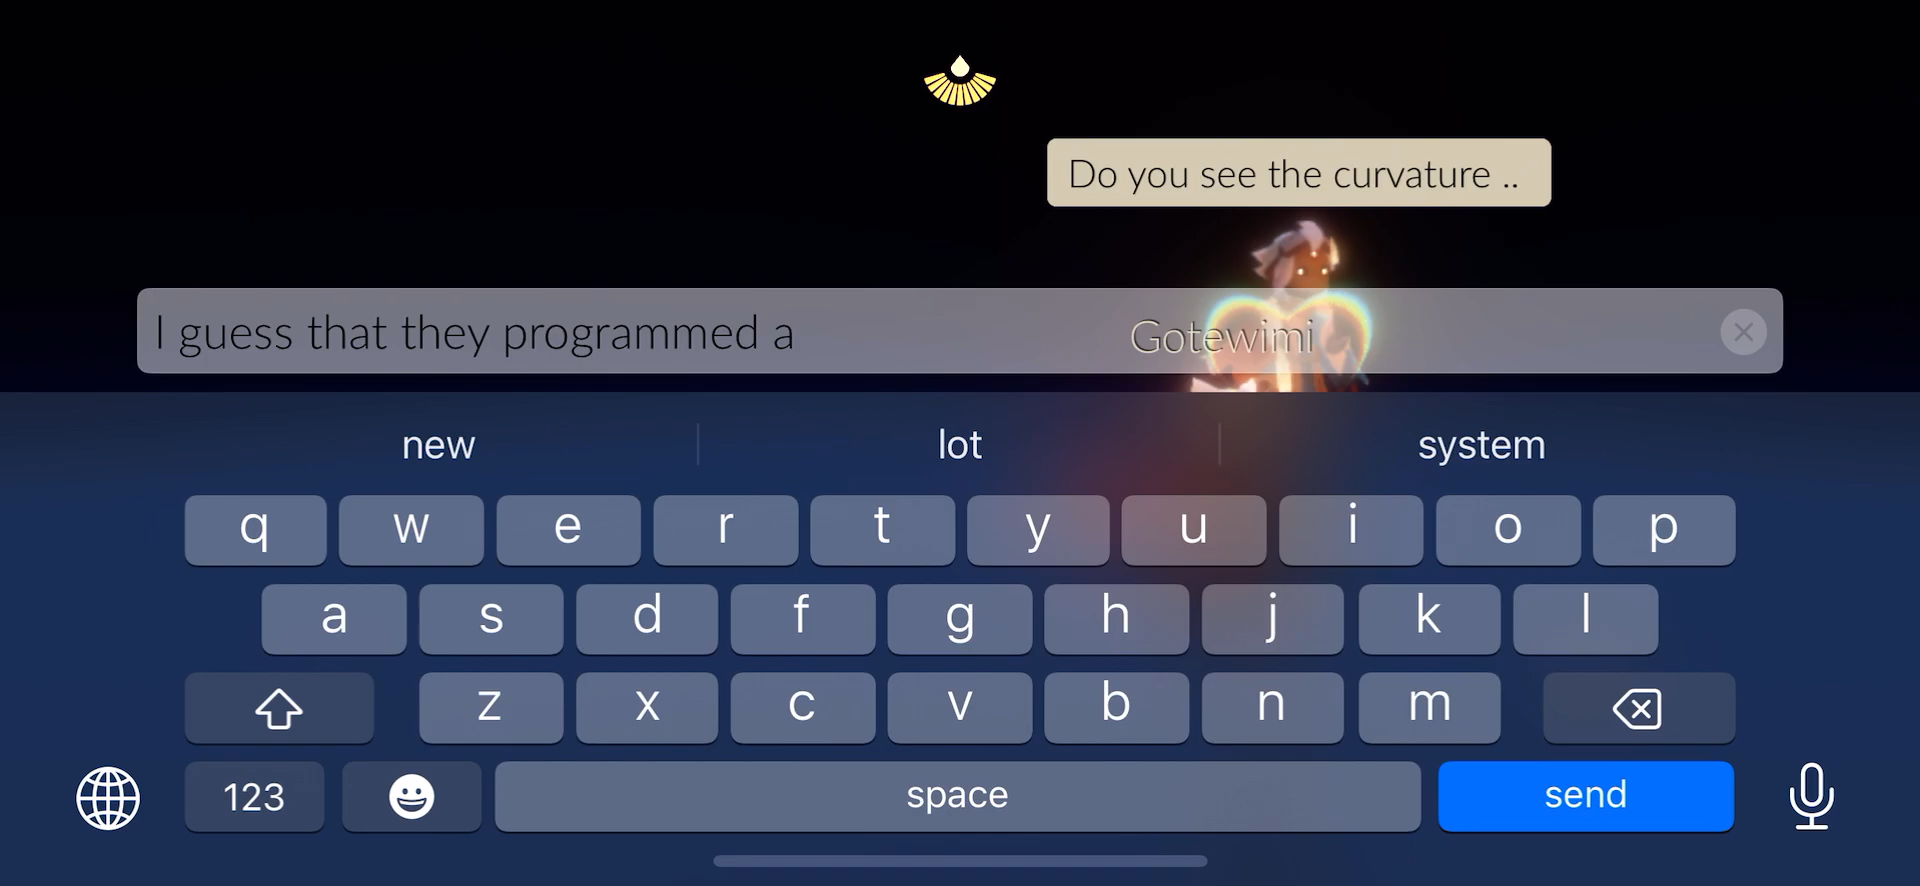 Do you see the curvature ..
I guess that they programmed a
Gotewimi
new lot system
q w e r t y u i o p
a s d f g h j k l
z x c v b n m
123 space send